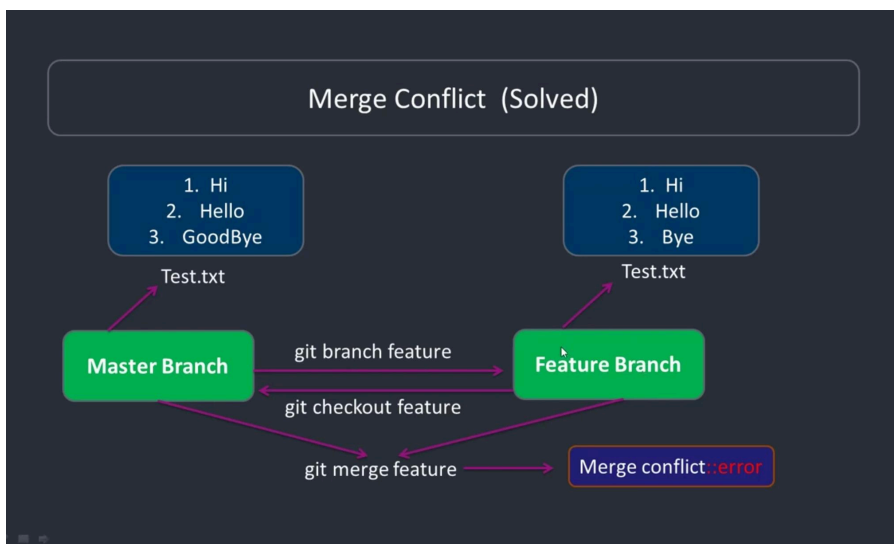 Merge Conflict (Solved)
1. Hi
2. Hello
3. GoodBye
Test.txt
1. Hi
2. Hello
3. Bye
Test.txt
Master Branch
git branch feature
git checkout feature
Feature Branch
git merge feature
Merge conflict::error